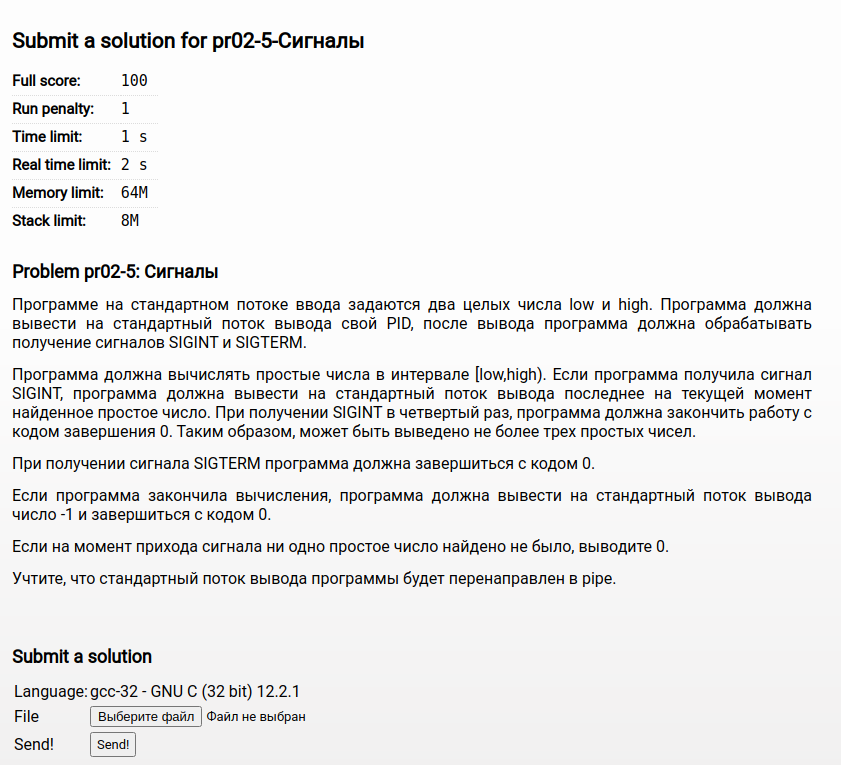 Submit a solution for pr02-5-Сигналы
Full score: 100
Run penalty: 1
Time limit: 1 s
Real time limit: 2 s
Memory limit: 64M
Stack limit: 8M
Problem pr02-5: Сигналы
Программе на стандартном потоке ввода задаются два целых числа low и high. Программа должна
вывести на стандартный поток вывода свой PID, после вывода программа должна обрабатывать
получение сигналов SIGINT и SIGTERM.
Программа должна вычислять простые числа в интервале [low,high). Если программа получила сигнал
SIGINT, программа должна вывести на стандартный поток вывода последнее на текущей момент
найденное простое число. При получении SIGINT в четвертый раз, программа должна закончить работу с
кодом завершения 0. Таким образом, может быть выведено не более трех простых чисел.
При получении сигнала SIGTERM программа должна завершиться с кодом 0.
Если программа закончила вычисления, программа должна вывести на стандартный поток вывода
число -1 и завершиться с кодом 0.
Если на момент прихода сигнала ни одно простое число найдено не было, выводите 0.
Учтите, что стандартный поток вывода программы будет перенаправлен в pipe.
Submit a solution
Language: gcc-32 - GNU C (32 bit) 12.2.1
File Выберите файл Файл не выбран
Send! Send!